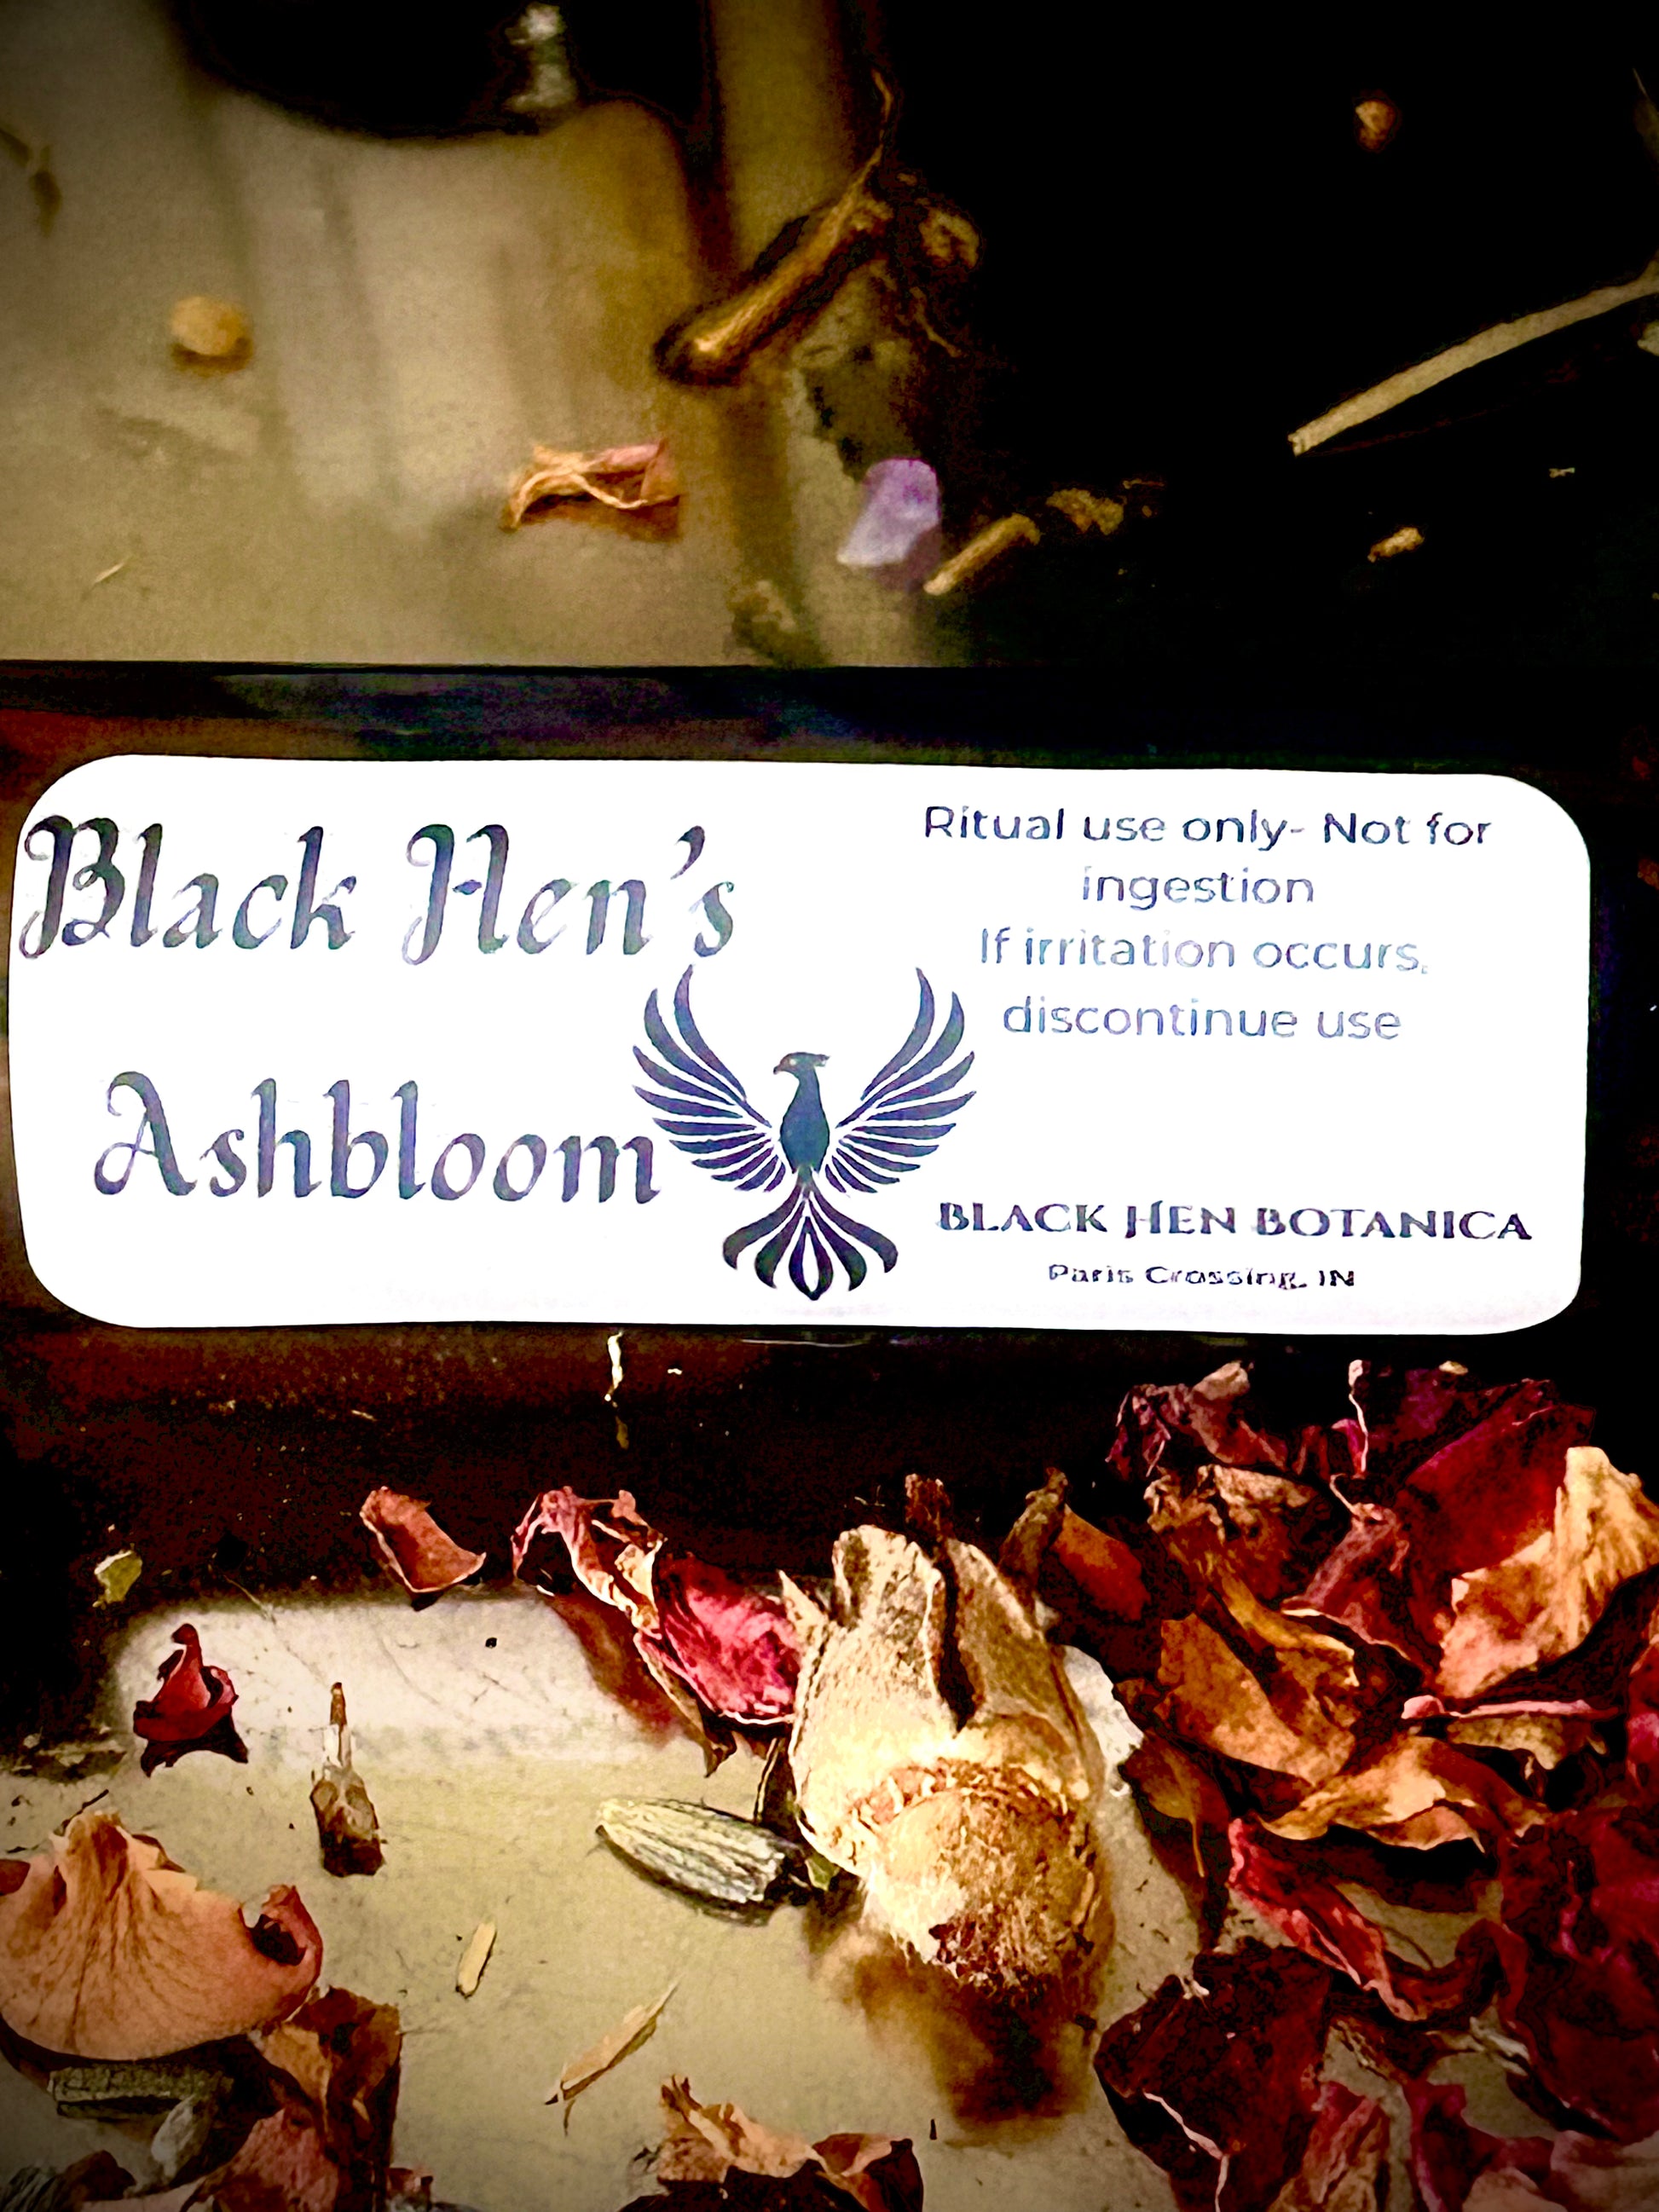 Black Hen's
Ashbloom
Ritual use only- Not for
ingestion
If irritation occurs,
discontinue use
BLACK HEN BOTANICA
Paris Crossing, IN